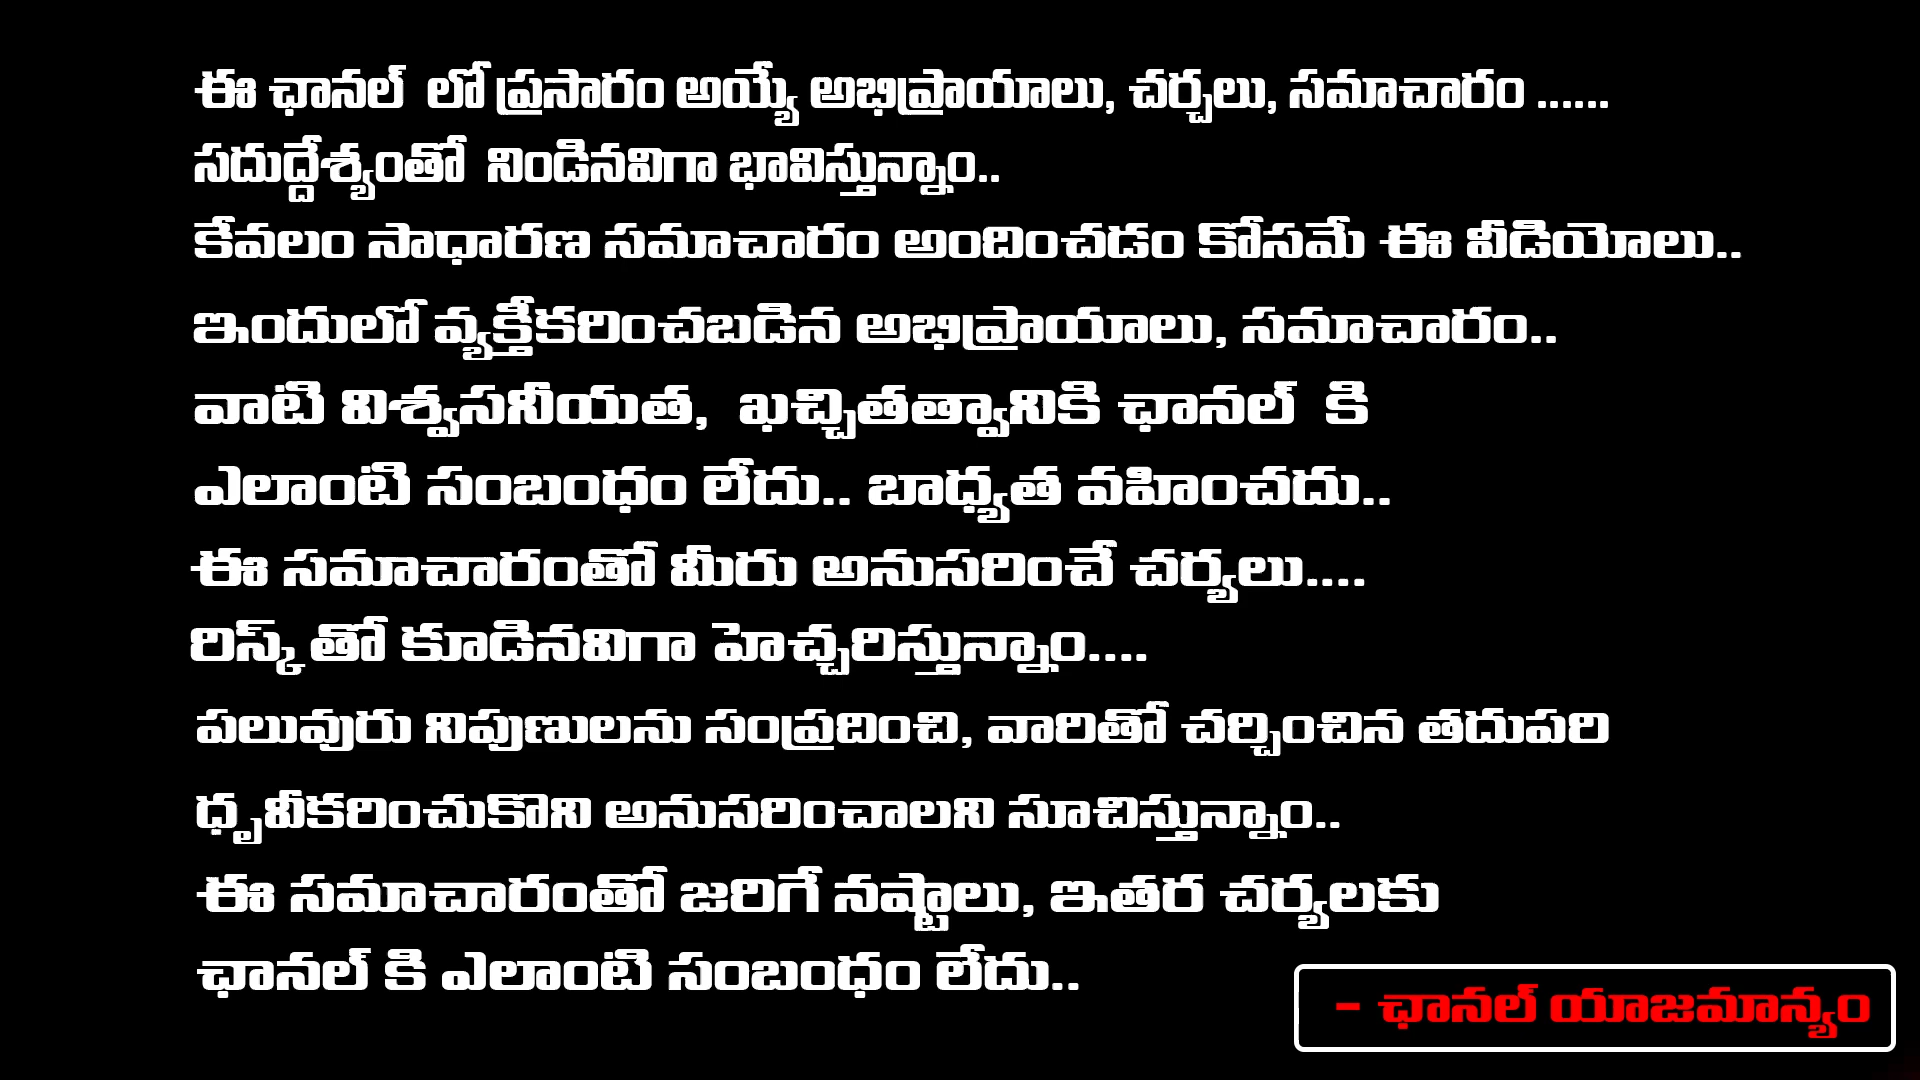 ఈ ఛానల్ లో ప్రసారం అయ్యే అభిప్రాయాలు, చర్చలు, సమాచారం ......
సదుద్దేశ్యంతో నిండినవిగా భావిస్తున్నాం..
కేవలం సాధారణ సమాచారం అందించడం కోసమే ఈ వీడియోలు..
ఇందులో వ్యక్తీకరించబడిన అభిప్రాయాలు, సమాచారం..
వాటి విశ్వసనీయత, ఖచ్చితత్వానికి ఛానల్ కి
ఎలాంటి సంబంధం లేదు.. బాధ్యత వహించదు..
ఈ సమాచారంతో మీరు అనుసరించే చర్యలు....
రిస్క్ తో కూడినవిగా హెచ్చరిస్తున్నాం....
పలువురు నిపుణులను సంప్రదించి, వారితో చర్చించిన తదుపరి
ధృవీకరించుకొని అనుసరించాలని సూచిస్తున్నాం..
ఈ సమాచారంతో జరిగే నష్టాలు, ఇతర చర్యలకు
ఛానల్ కి ఎలాంటి సంబంధం లేదు..
- ఛానల్ యాజమాన్యం